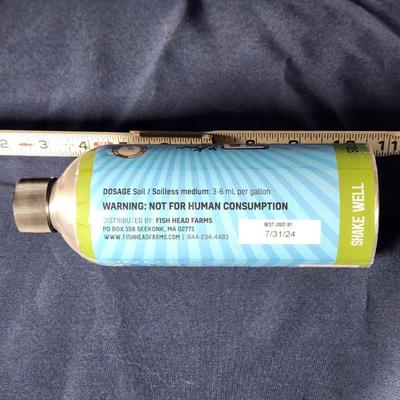 DOSAGE Soil / Soilless medium: 3-6 mL per gallon
WARNING: NOT FOR HUMAN CONSUMPTION
DISTRIBUTED BY: FISH HEAD FARMS
PO BOX 158 SEEKONK, MA 02771
WWW.FISHHEADFARMS.COM | 844-234-4483
BEST USED BY:
7/31/24
SHAKE WELL